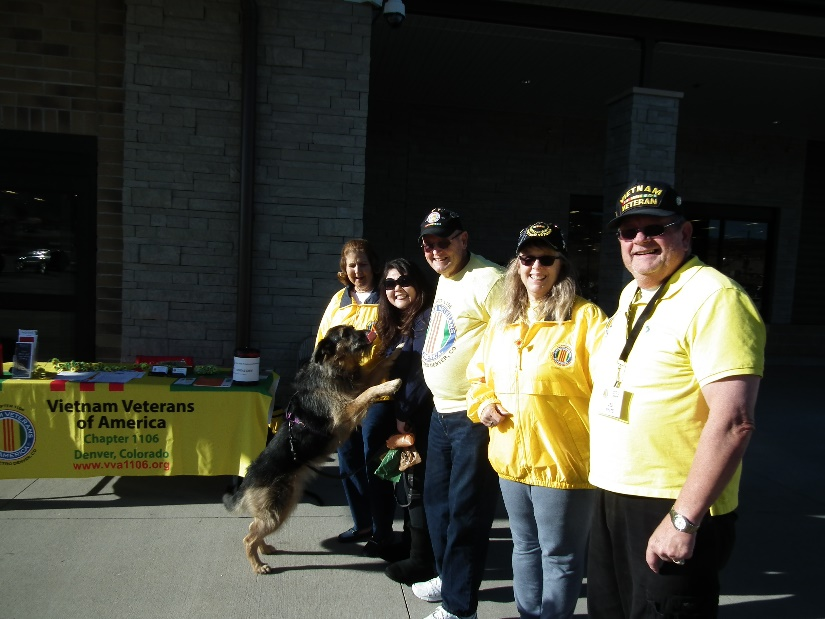 Vietnam Veterans
of America
Chapter 1106
Denver, Colorado
www.vva1106.org
VIETNAM
VETERAN